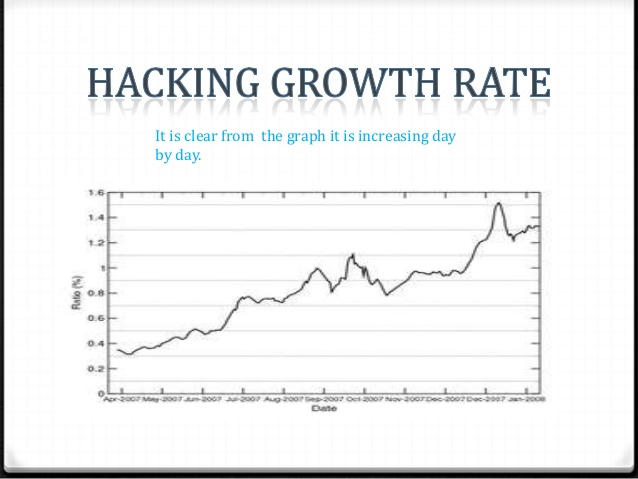 HACKING GROWTH RATE
It is clear from  the graph it is increasing day
by day.
1.6
1.4
1.2
1
0.8
0.6
0.4
0.2
0
Rate (%)
Apr-2007 May-2007 Jun-2007 Jul-2007 Aug-2007 Sep-2007 Oct-2007 Nov-2007 Dec-2007 Dec-2007 Jan-2008
Date